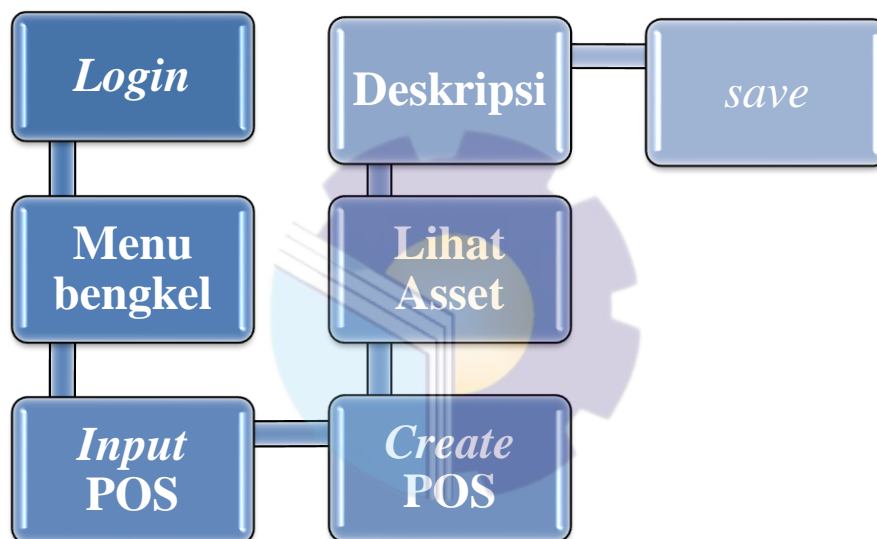 Login
Menu
bengkel
Input
POS
Create
POS
Lihat
Asset
Deskripsi
save